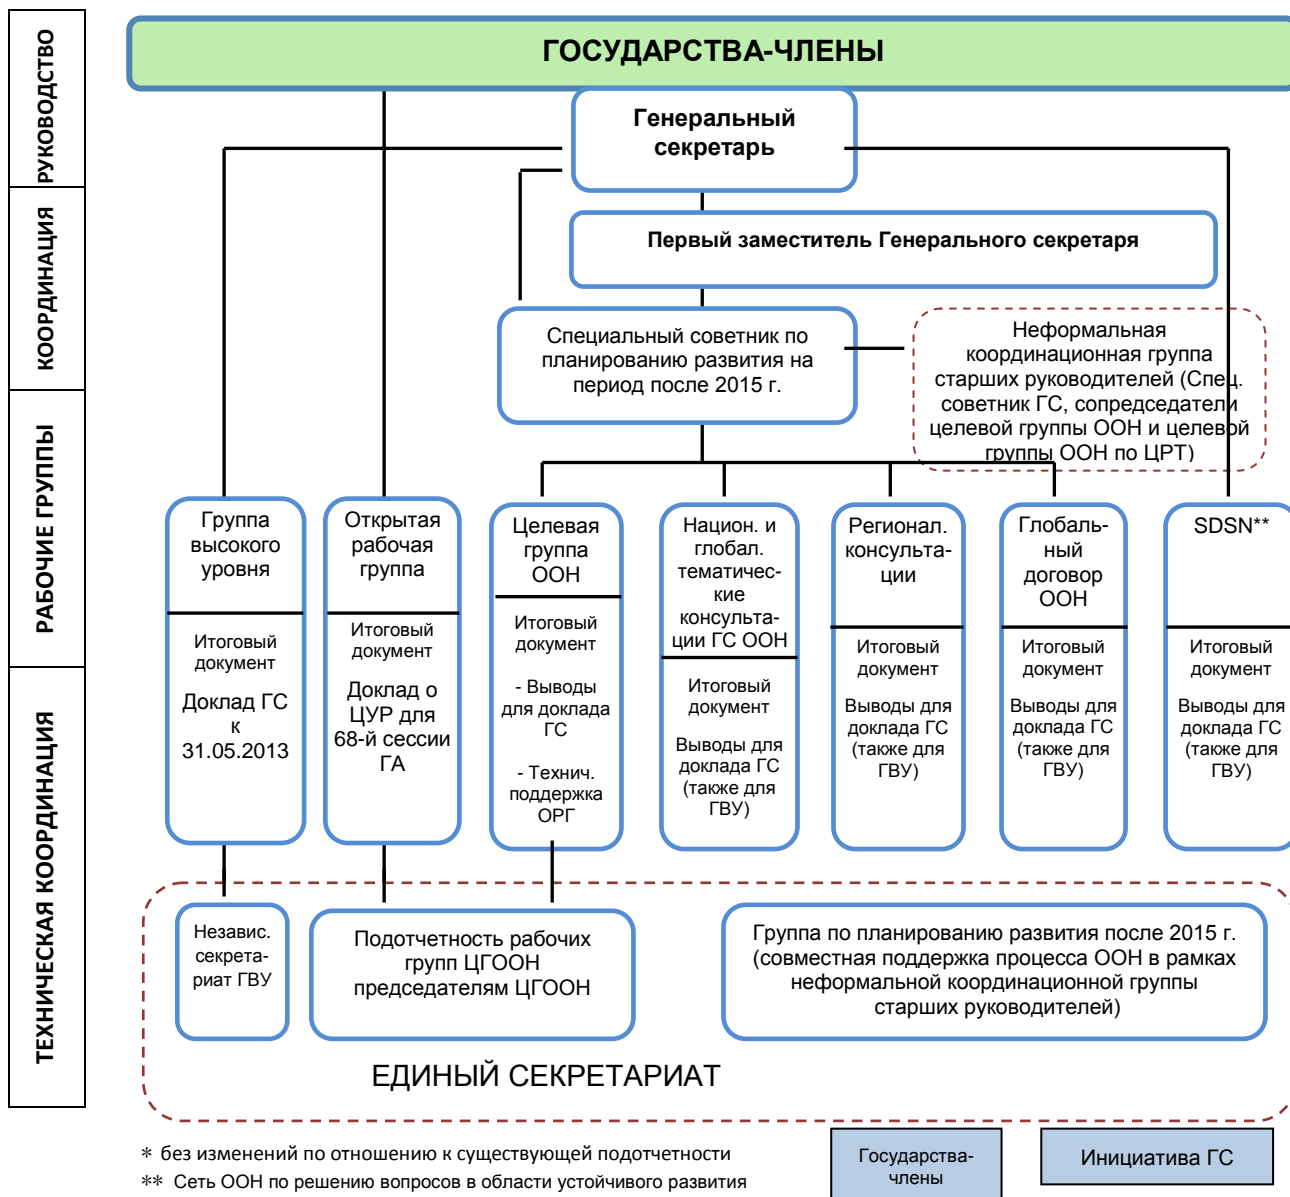 РУКОВОДСТВО
КООРДИНАЦИЯ
РАБОЧИЕ ГРУППЫ
ТЕХНИЧЕСКАЯ КООРДИНАЦИЯ
ГОСУДАРСТВА-ЧЛЕНЫ
Генеральный
секретарь
Первый заместитель Генерального секретаря
Специальный советник по
планированию развития на
период после 2015 г.
Неформальная
координационная группа
старших руководителей (Спец.
советник ГС, сопредседатели
целевой группы ООН и целевой
группы ООН по ЦРТ)
Группа
высокого
уровня
Итоговый
документ
Доклад ГС
к
31.05.2013
Открытая
рабочая
группа
Итоговый
документ
Доклад о
ЦУР для
68-й сессии
ГА
Целевая
группа
ООН
Итоговый
документ
- Выводы
для доклада
ГС
- Технич.
поддержка
ОРГ
Национ. и
глобал.
тематичес-
кие
консульта-
ции ГС ООН
Итоговый
документ
Выводы для
доклада ГС
(также для
ГВУ)
Регионал.
консульта-
ции
Итоговый
документ
Выводы для
доклада ГС
(также для
ГВУ)
Глобаль-
ный
договор
ООН
Итоговый
документ
Выводы для
доклада ГС
(также для
ГВУ)
SDSN**
Итоговый
документ
Выводы для
доклада ГС
(также для
ГВУ)
Независ.
секрета-
риат ГВУ
Подотчетность рабочих
групп ЦГООН
председателям ЦГООН
Группа по планированию развития после 2015 г.
(совместная поддержка процесса ООН в рамках
неформальной координационной группы
старших руководителей)
ЕДИНЫЙ СЕКРЕТАРИАТ
* без изменений по отношению к существующей подотчетности
** Сеть ООН по решению вопросов в области устойчивого развития
Государства-
члены
Инициатива ГС